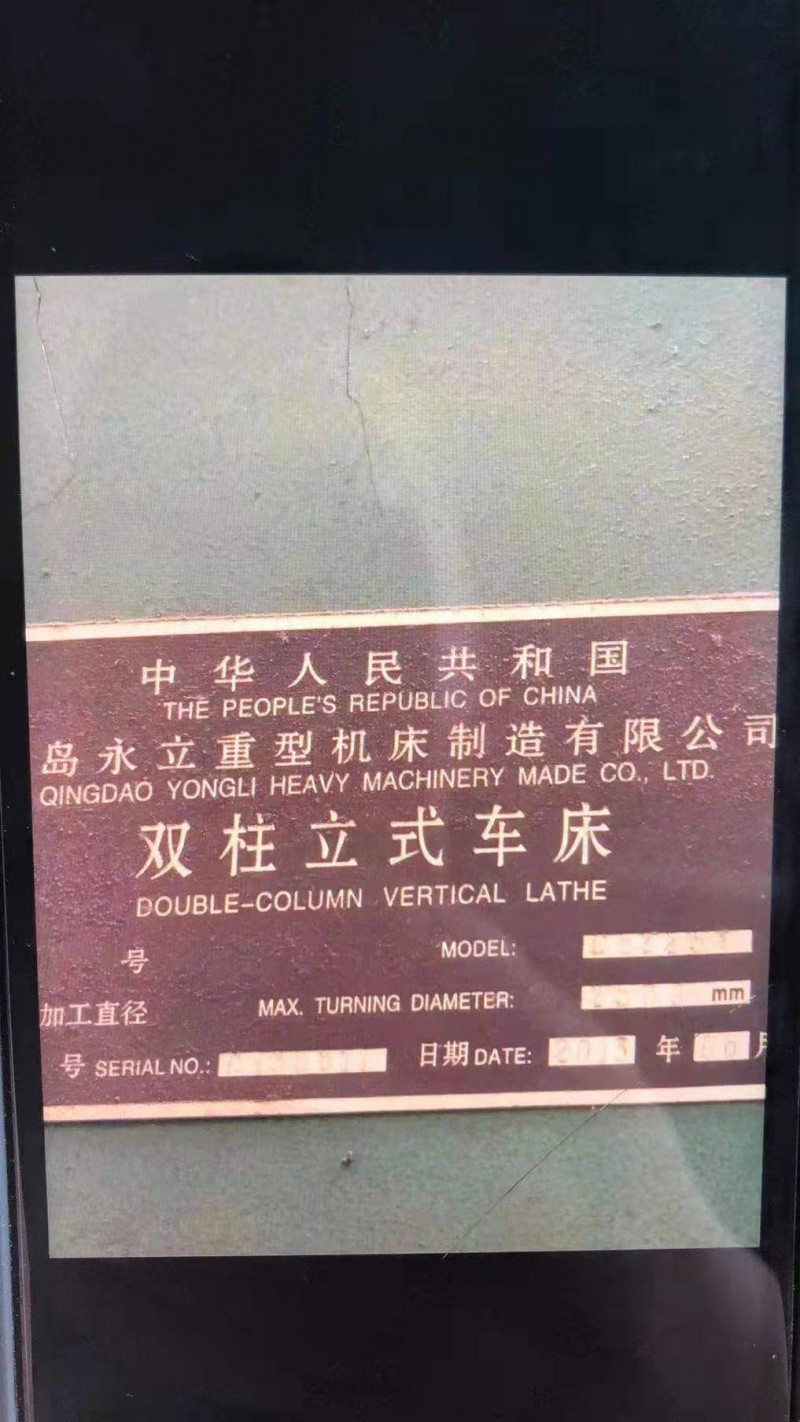 中华人民共和国
THE PEOPLE'S REPUBLIC OF CHINA
岛永立重型机床制造有限公司
QINGDAO YONGLI HEAVY MACHINERY MADE CO., LTD.
双柱立式车床
DOUBLE-COLUMN VERTICAL LATHE
号 MODEL:
加工直径 MAX. TURNING DIAMETER: mm
号 SERIAL NO.: 日期 DATE: 2013 年 月